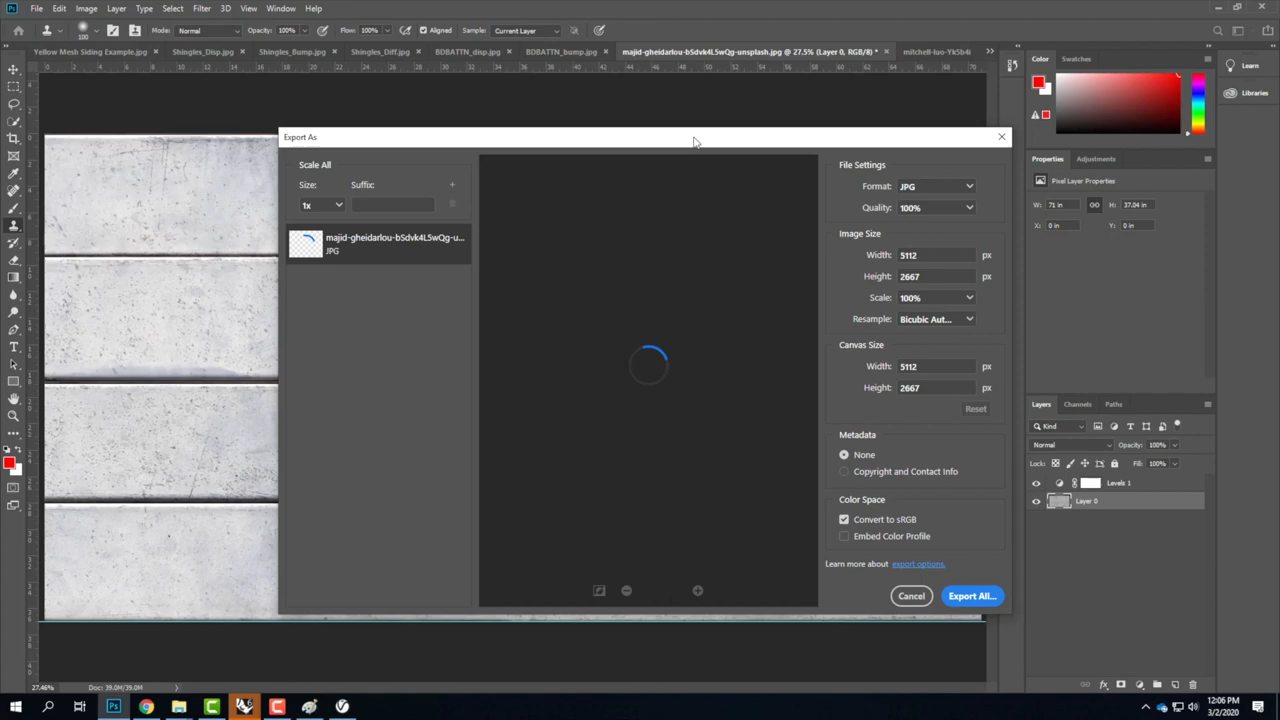 File Edit Image Layer Type Select Filter 3D View Window Help
100 Mode: Normal Opacity: 100% Flow: 100% Aligned Sample: Current Layer
Yellow Mesh Siding Example.jpg Shingles_Disp.jpg Shingles_Bump.jpg Shingles_Diff.jpg BDBATTN_disp.jpg BDBATTN_bump.jpg majid-gheidarlou-bSdvk4L5wQg-unsplash.jpg @ 27.5% (Layer 0, RGB/8) * mitchell-luo-Yk5b4i
Color Swatches
Learn
Libraries
Export As
Scale All
Size: Suffix:
1x
majid-gheidarlou-bSdvk4L5wQg-u...
JPG
File Settings
Format: JPG
Quality: 100%
Image Size
Width: 5112 px
Height: 2667 px
Scale: 100%
Resample: Bicubic Aut...
Canvas Size
Width: 5112 px
Height: 2667 px
Reset
Metadata
None
Copyright and Contact Info
Color Space
Convert to sRGB
Embed Color Profile
Learn more about export options.
Cancel Export All...
Properties Adjustments
Pixel Layer Properties
W: 71 in H: 37.04 in
X: 0 in Y: 0 in
Layers Channels Paths
Kind
Normal Opacity: 100%
Lock: Fill: 100%
Levels 1
Layer 0
27.46% Doc: 39.0M/39.0M
12:06 PM
3/2/2020